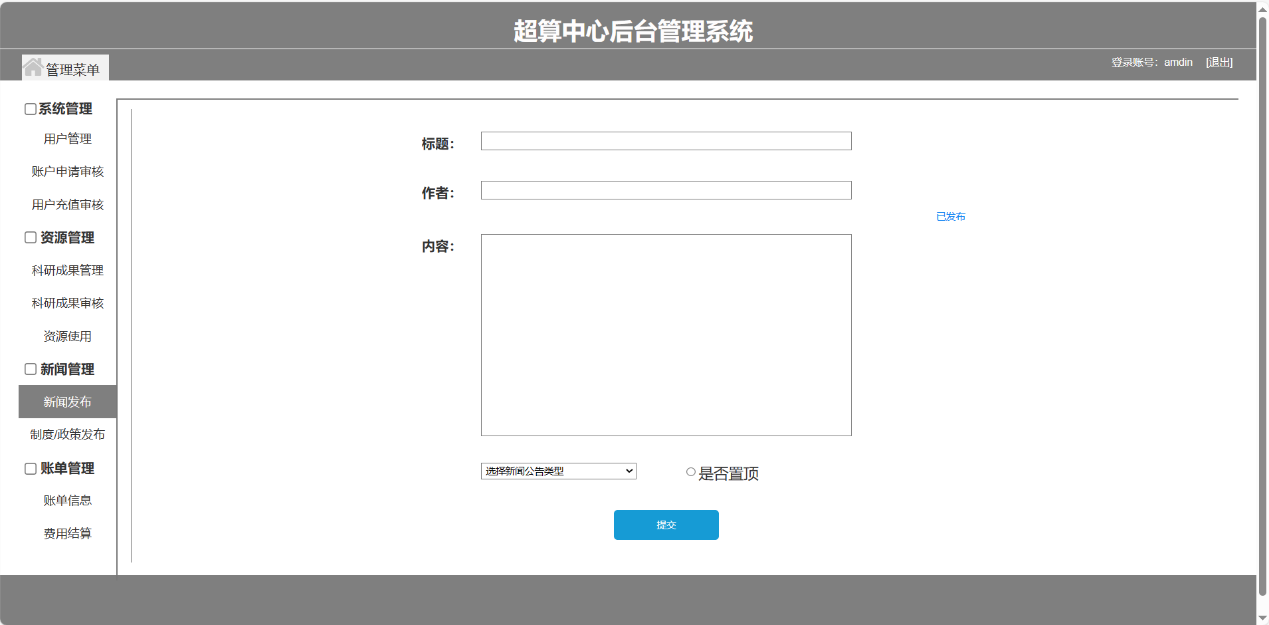 超算中心后台管理系统
管理菜单
登录账号：amdin [退出]
系统管理
用户管理
账户申请审核
用户充值审核
资源管理
科研成果管理
科研成果审核
资源使用
新闻管理
新闻发布
制度/政策发布
账单管理
账单信息
费用结算
标题：
作者：
已发布
内容：
选择新闻公告类型
是否置顶
提交